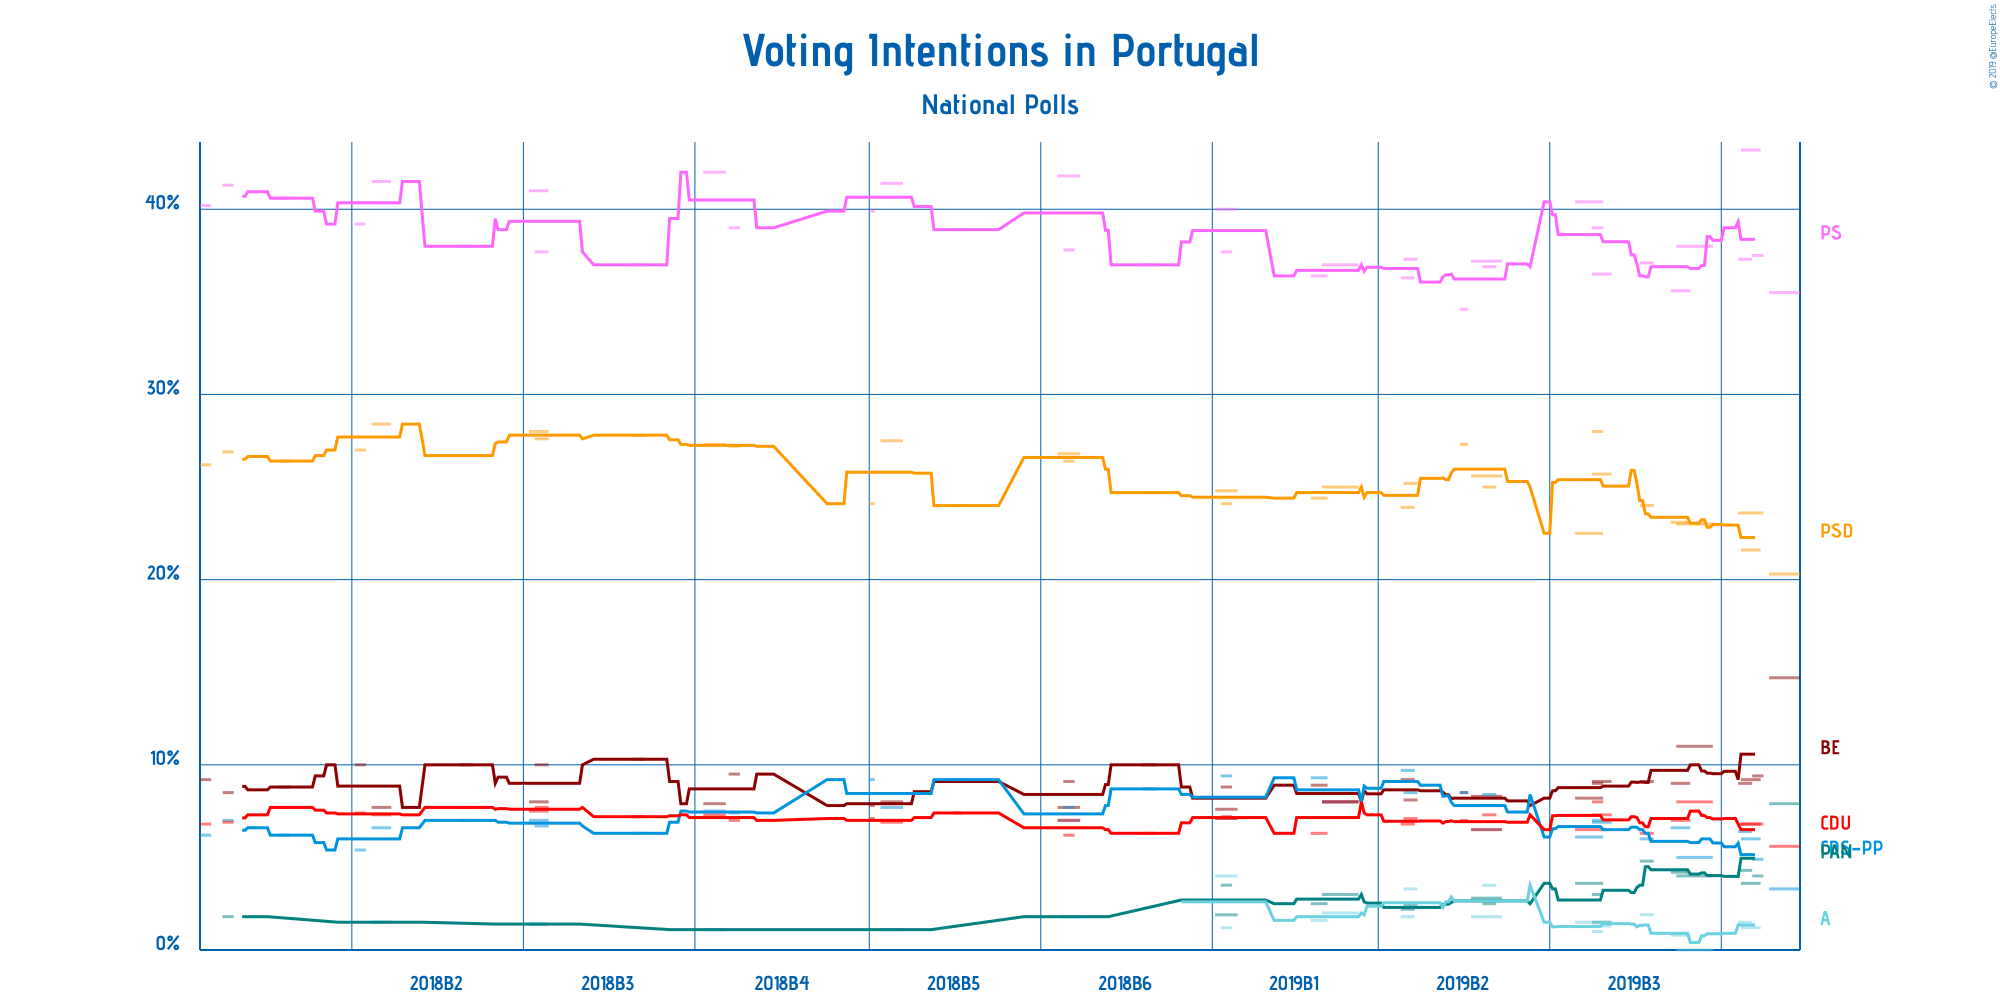 © 2019 @EuropeElects
Voting Intentions in Portugal
National Polls
40%
30%
20%
10%
0%
PS
PSD
BE
CDU
CDS-PP
PAN
A
2018B2 2018B3 2018B4 2018B5 2018B6 2019B1 2019B2 2019B3